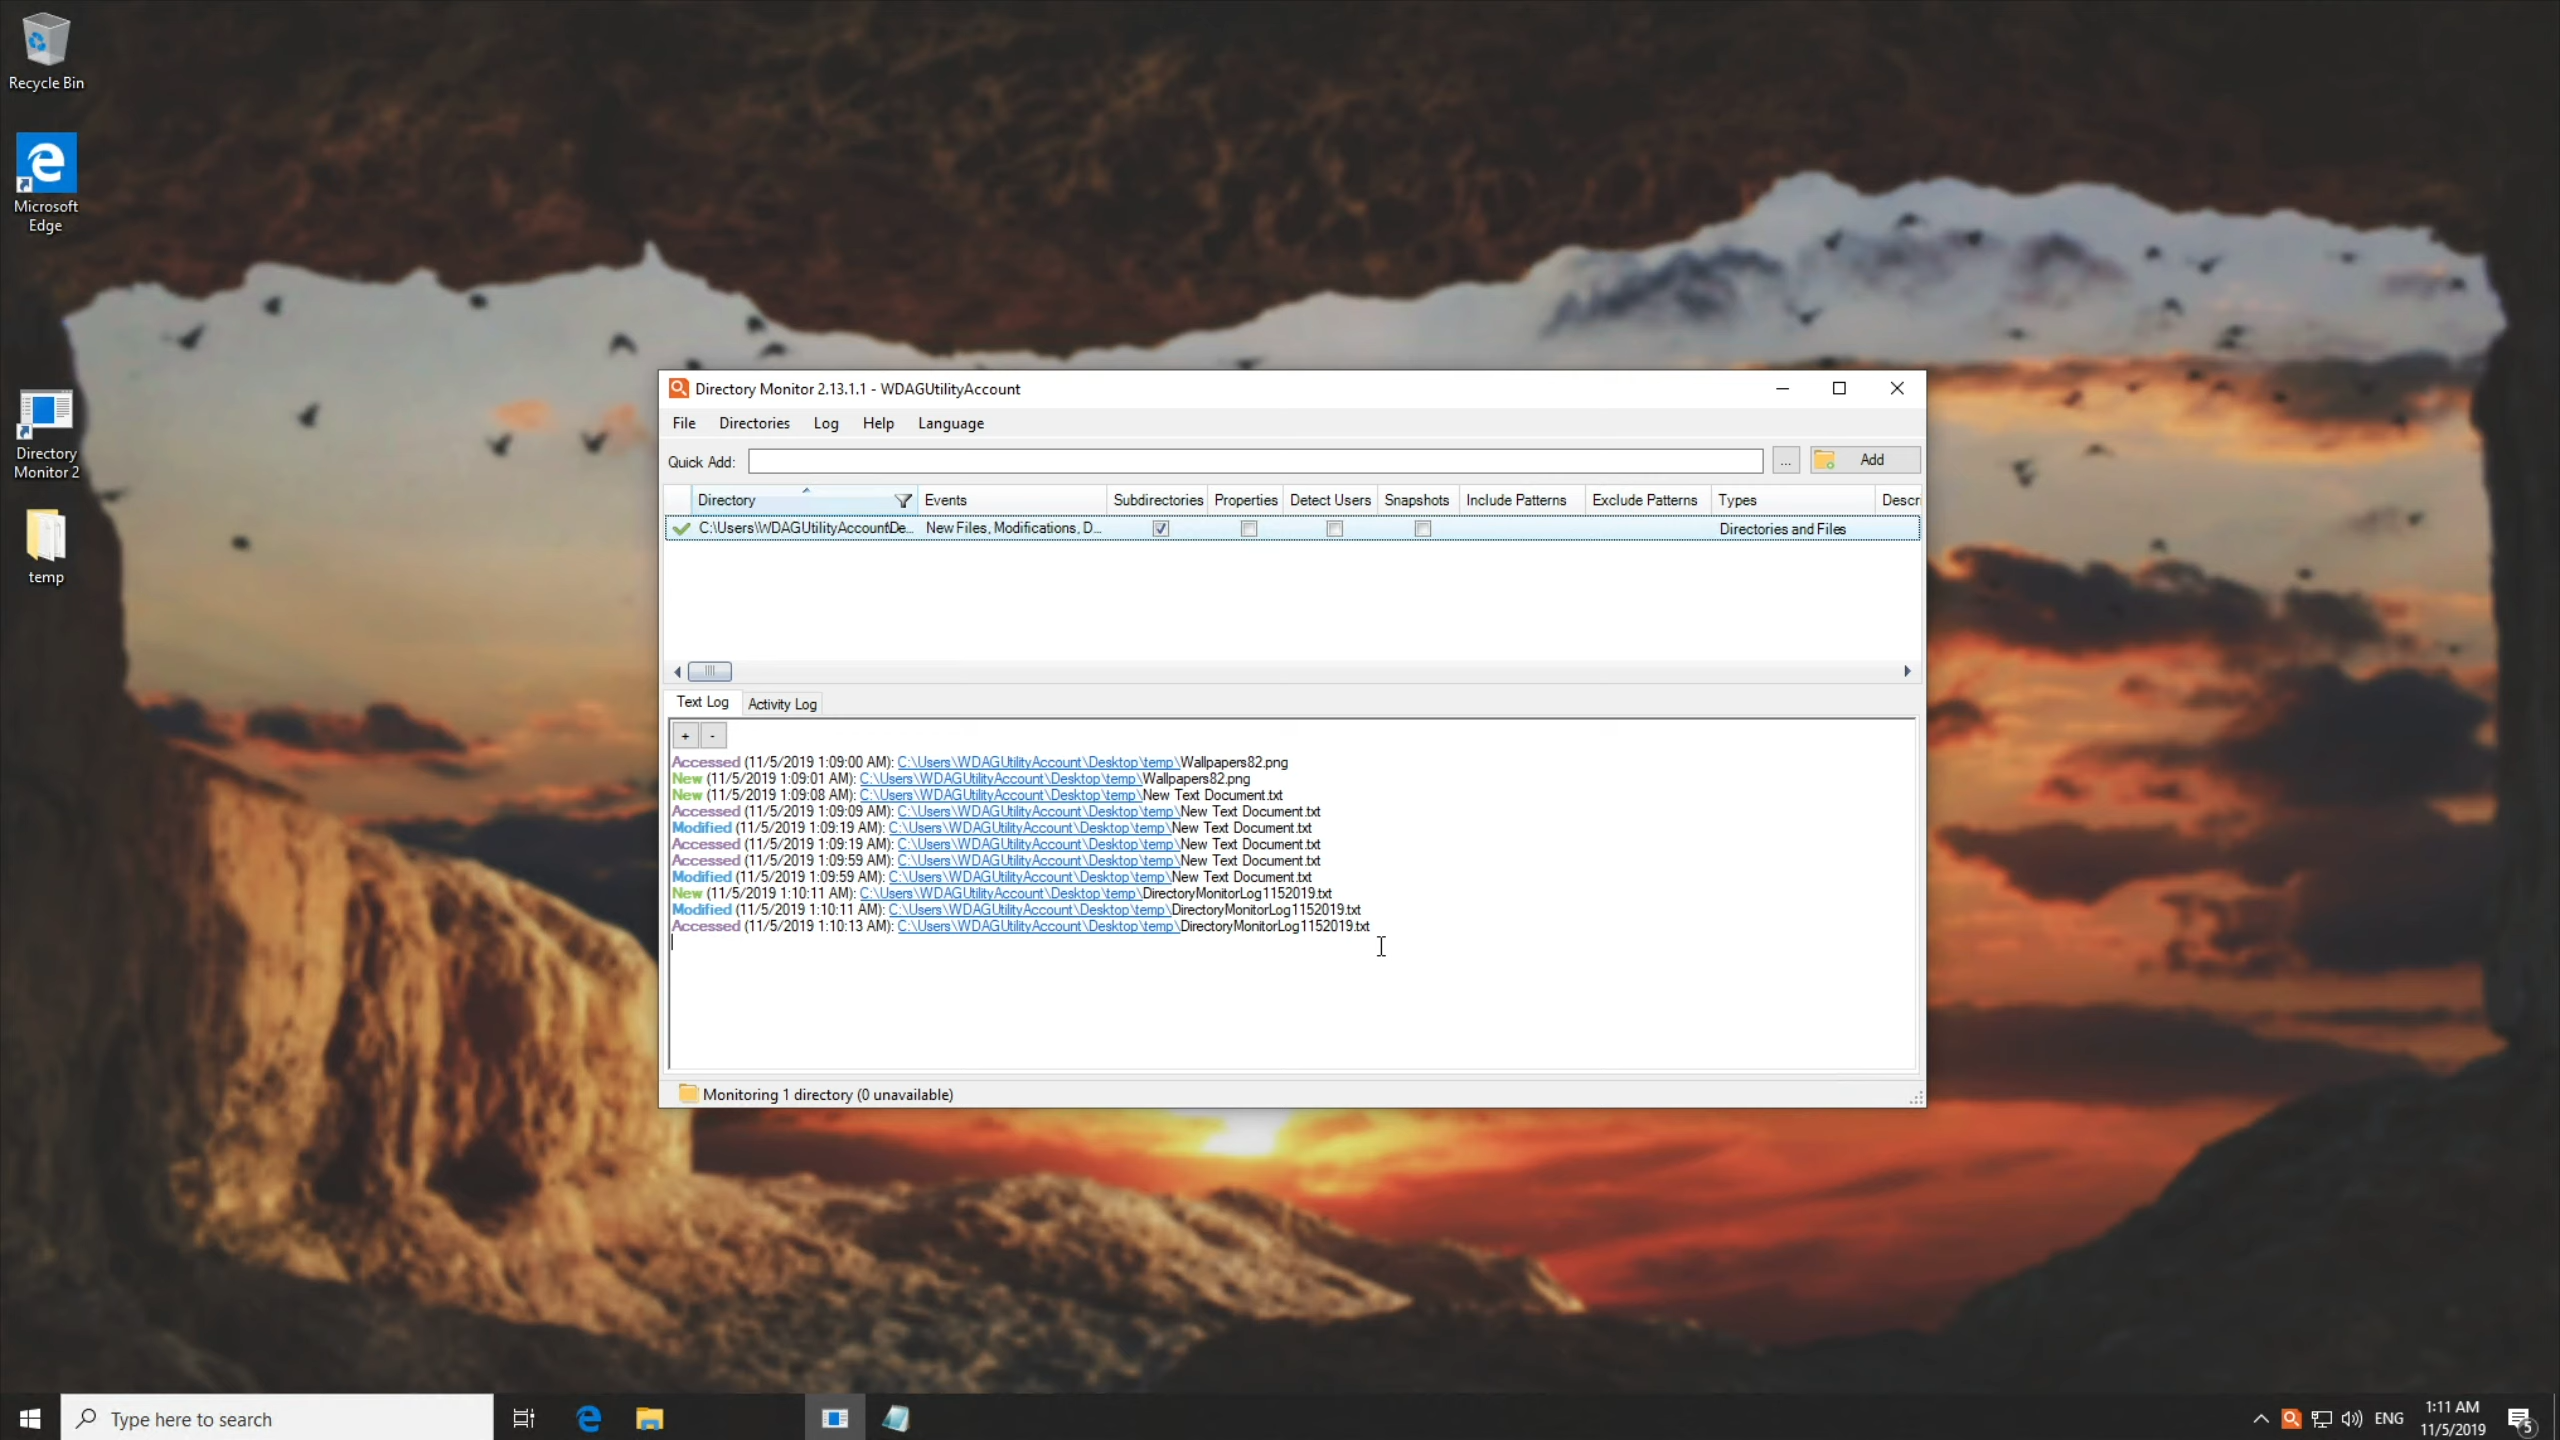 Recycle Bin
Microsoft
Edge
Directory
Monitor 2
temp
Directory Monitor 2.13.1.1 - WDAGUtilityAccount
File Directories Log Help Language
Quick Add: ... Add
Directory Events Subdirectories Properties Detect Users Snapshots Include Patterns Exclude Patterns Types Descri
C:\Users\WDAGUtilityAccount\De... New Files, Modifications, D... Directories and Files
Text Log Activity Log
+ -
Accessed (11/5/2019 1:09:00 AM): C:\Users\WDAGUtilityAccount\Desktop\temp\Wallpapers82.png
New (11/5/2019 1:09:01 AM): C:\Users\WDAGUtilityAccount\Desktop\temp\Wallpapers82.png
New (11/5/2019 1:09:08 AM): C:\Users\WDAGUtilityAccount\Desktop\temp\New Text Document.txt
Accessed (11/5/2019 1:09:09 AM): C:\Users\WDAGUtilityAccount\Desktop\temp\New Text Document.txt
Modified (11/5/2019 1:09:19 AM): C:\Users\WDAGUtilityAccount\Desktop\temp\New Text Document.txt
Accessed (11/5/2019 1:09:19 AM): C:\Users\WDAGUtilityAccount\Desktop\temp\New Text Document.txt
Accessed (11/5/2019 1:09:59 AM): C:\Users\WDAGUtilityAccount\Desktop\temp\New Text Document.txt
Modified (11/5/2019 1:09:59 AM): C:\Users\WDAGUtilityAccount\Desktop\temp\New Text Document.txt
New (11/5/2019 1:10:11 AM): C:\Users\WDAGUtilityAccount\Desktop\temp\DirectoryMonitorLog1152019.txt
Modified (11/5/2019 1:10:11 AM): C:\Users\WDAGUtilityAccount\Desktop\temp\DirectoryMonitorLog1152019.txt
Accessed (11/5/2019 1:10:13 AM): C:\Users\WDAGUtilityAccount\Desktop\temp\DirectoryMonitorLog1152019.txt
Monitoring 1 directory (0 unavailable)
Type here to search
ENG
1:11 AM
11/5/2019
5